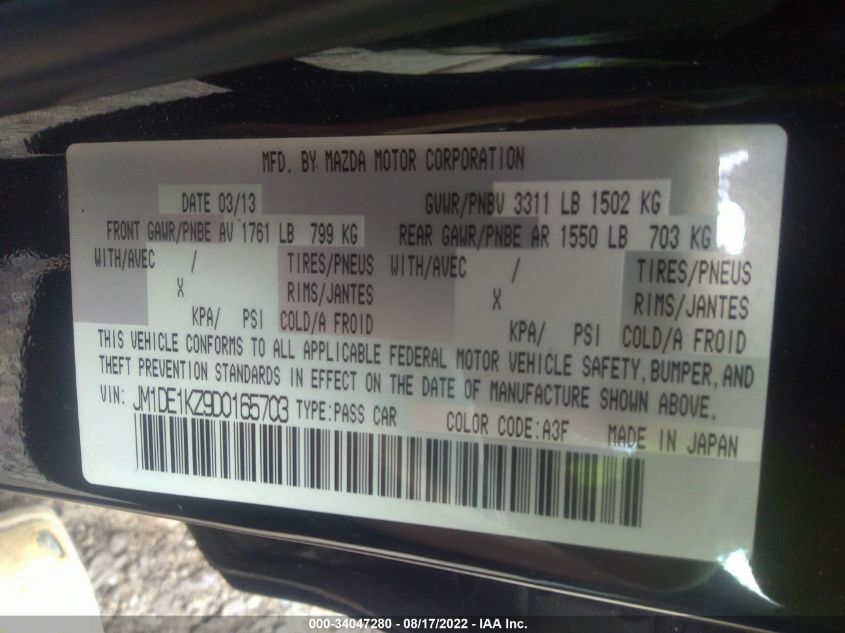 MFD. BY MAZDA MOTOR CORPORATION
DATE 03/13 GVWR/PNBV 3311 LB 1502 KG
FRONT GAWR/PNBE AV 1761 LB 799 KG REAR GAWR/PNBE AR 1550 LB 703 KG
WITH/AVEC / TIRES/PNEUS WITH/AVEC / TIRES/PNEUS
X RIMS/JANTES X RIMS/JANTES
KPA/ PSI COLD/A FROID KPA/ PSI COLD/A FROID
THIS VEHICLE CONFORMS TO ALL APPLICABLE FEDERAL MOTOR VEHICLE SAFETY, BUMPER, AND
THEFT PREVENTION STANDARDS IN EFFECT ON THE DATE OF MANUFACTURE SHOWN ABOVE.
VIN: JM1DE1KZ9D0165703 TYPE:PASS CAR COLOR CODE:A3F MADE IN JAPAN
000-34047280 - 08/17/2022 - IAA Inc.